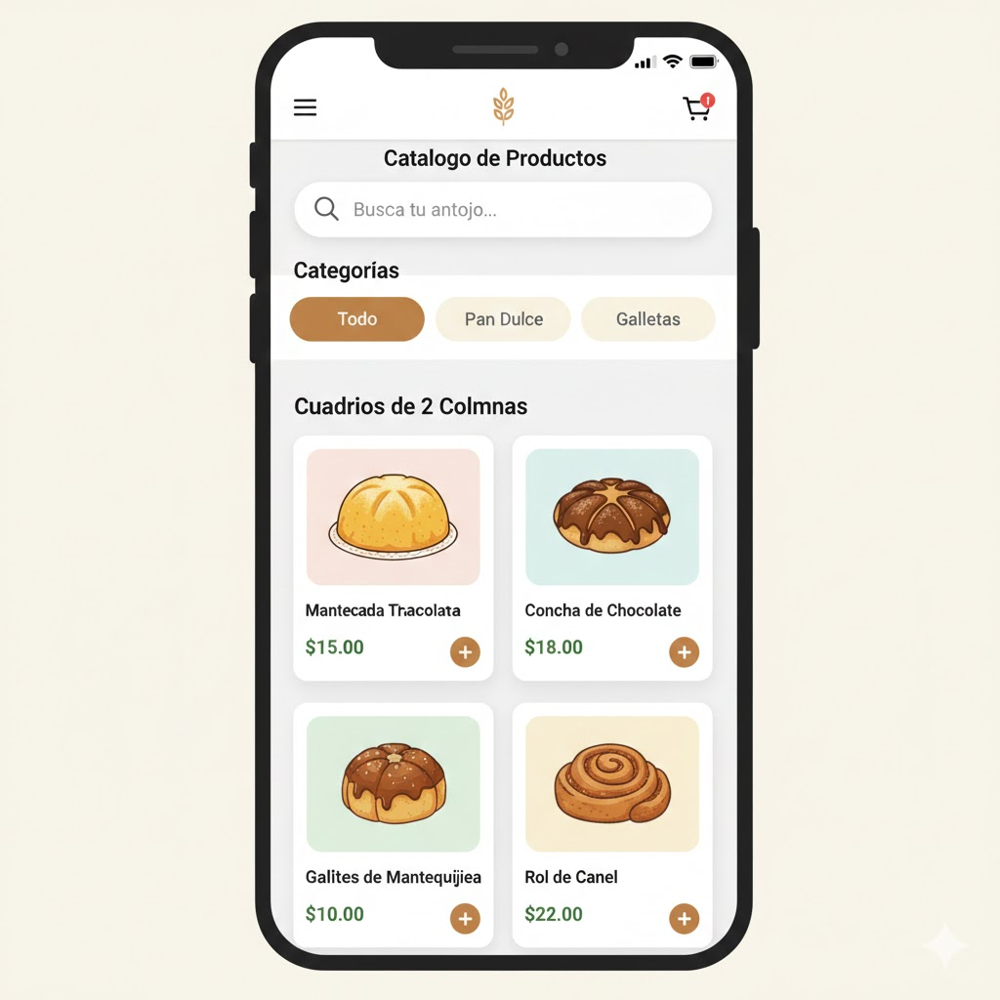 Catalogo de Productos
Busca tu antojo...
Categorías
Todo
Pan Dulce
Galletas
Cuadrios de 2 Colmnas
Mantecada
Concha de Chocolate
$15.00
$18.00
Galites de Mantequijiea
Rol de Canel
$10.00
$22.00